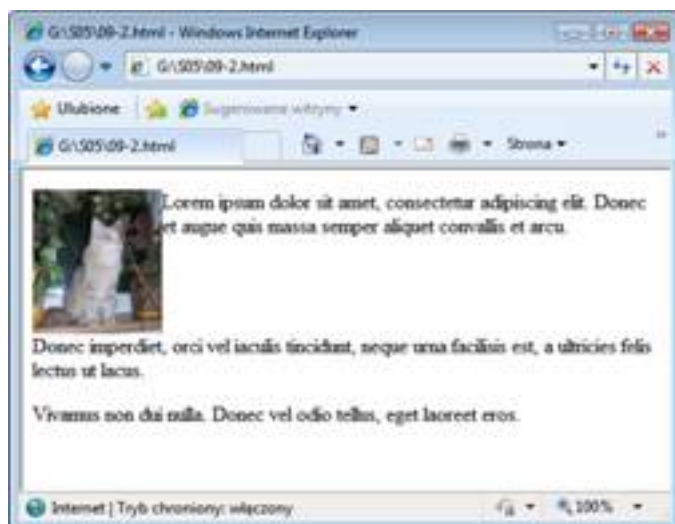 G:\S05\09-2.html - Windows Internet Explorer
G:\S05\09-2.html
Ulubione Sugerowane witryny
G:\S05\09-2.html Strona
Lorem ipsum dolor sit amet, consectetur adipiscing elit. Donec
et augue quis massa semper aliquet convallis et arcu.
Donec imperdiet, orci vel iaculis tincidunt, neque urna facilisis est, a ultricies felis
lectus ut lacus.
Vivamus non dui nulla. Donec vel odio tellus, eget laoreet eros.
Internet | Tryb chroniony: włączony 100%